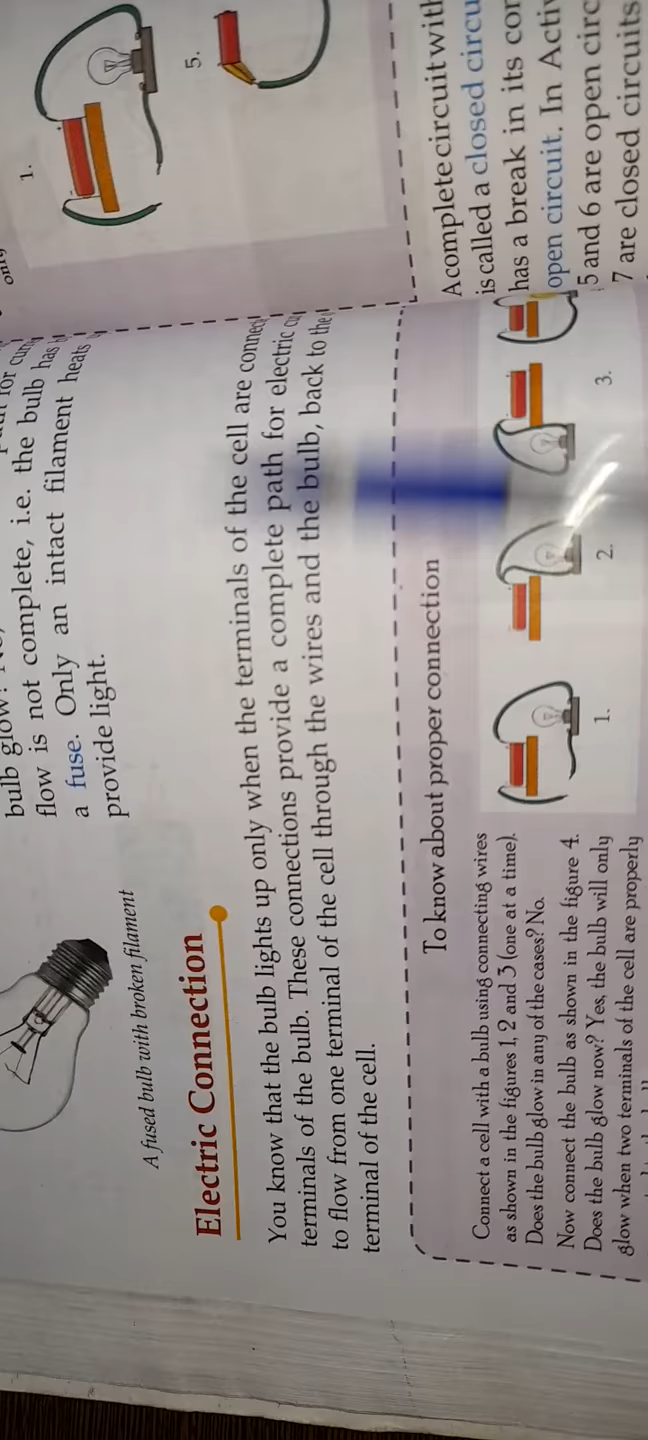 bulb glow?
flow is not complete, i.e. the bulb has
a fuse. Only an intact filament heats
provide light.
A fused bulb with broken filament
Electric Connection
You know that the bulb lights up only when the terminals of the cell are
terminals of the bulb. These connections provide a complete path for electric
to flow from one terminal of the cell through the wires and the bulb, back to the
terminal of the cell.
To know about proper connection
Connect a cell with a bulb using connecting wires
as shown in the figures 1, 2 and 3 (one at a time).
Does the bulb glow in any of the cases? No.
Now connect the bulb as shown in the figure 4.
Does the bulb glow now? Yes, the bulb will only
glow when two terminals of the cell are properly
1.
2.
3.
1.
5.
A complete circuit with
is called a closed
has a break in its
open circuit. In
5 and 6 are open
7 are closed circuits